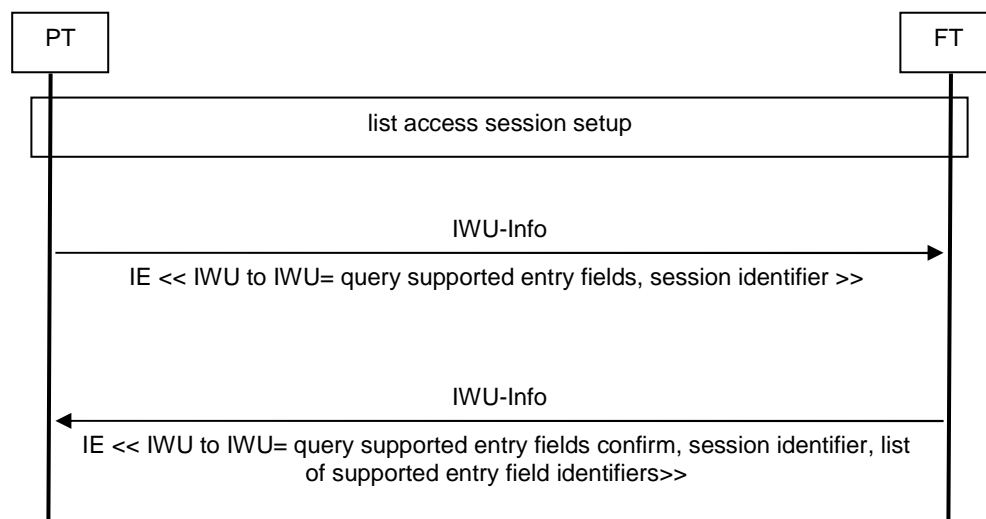 PT
FT
list access session setup
IWU-Info
IE << IWU to IWU= query supported entry fields, session identifier >>
IWU-Info
IE << IWU to IWU= query supported entry fields confirm, session identifier, list
of supported entry field identifiers>>